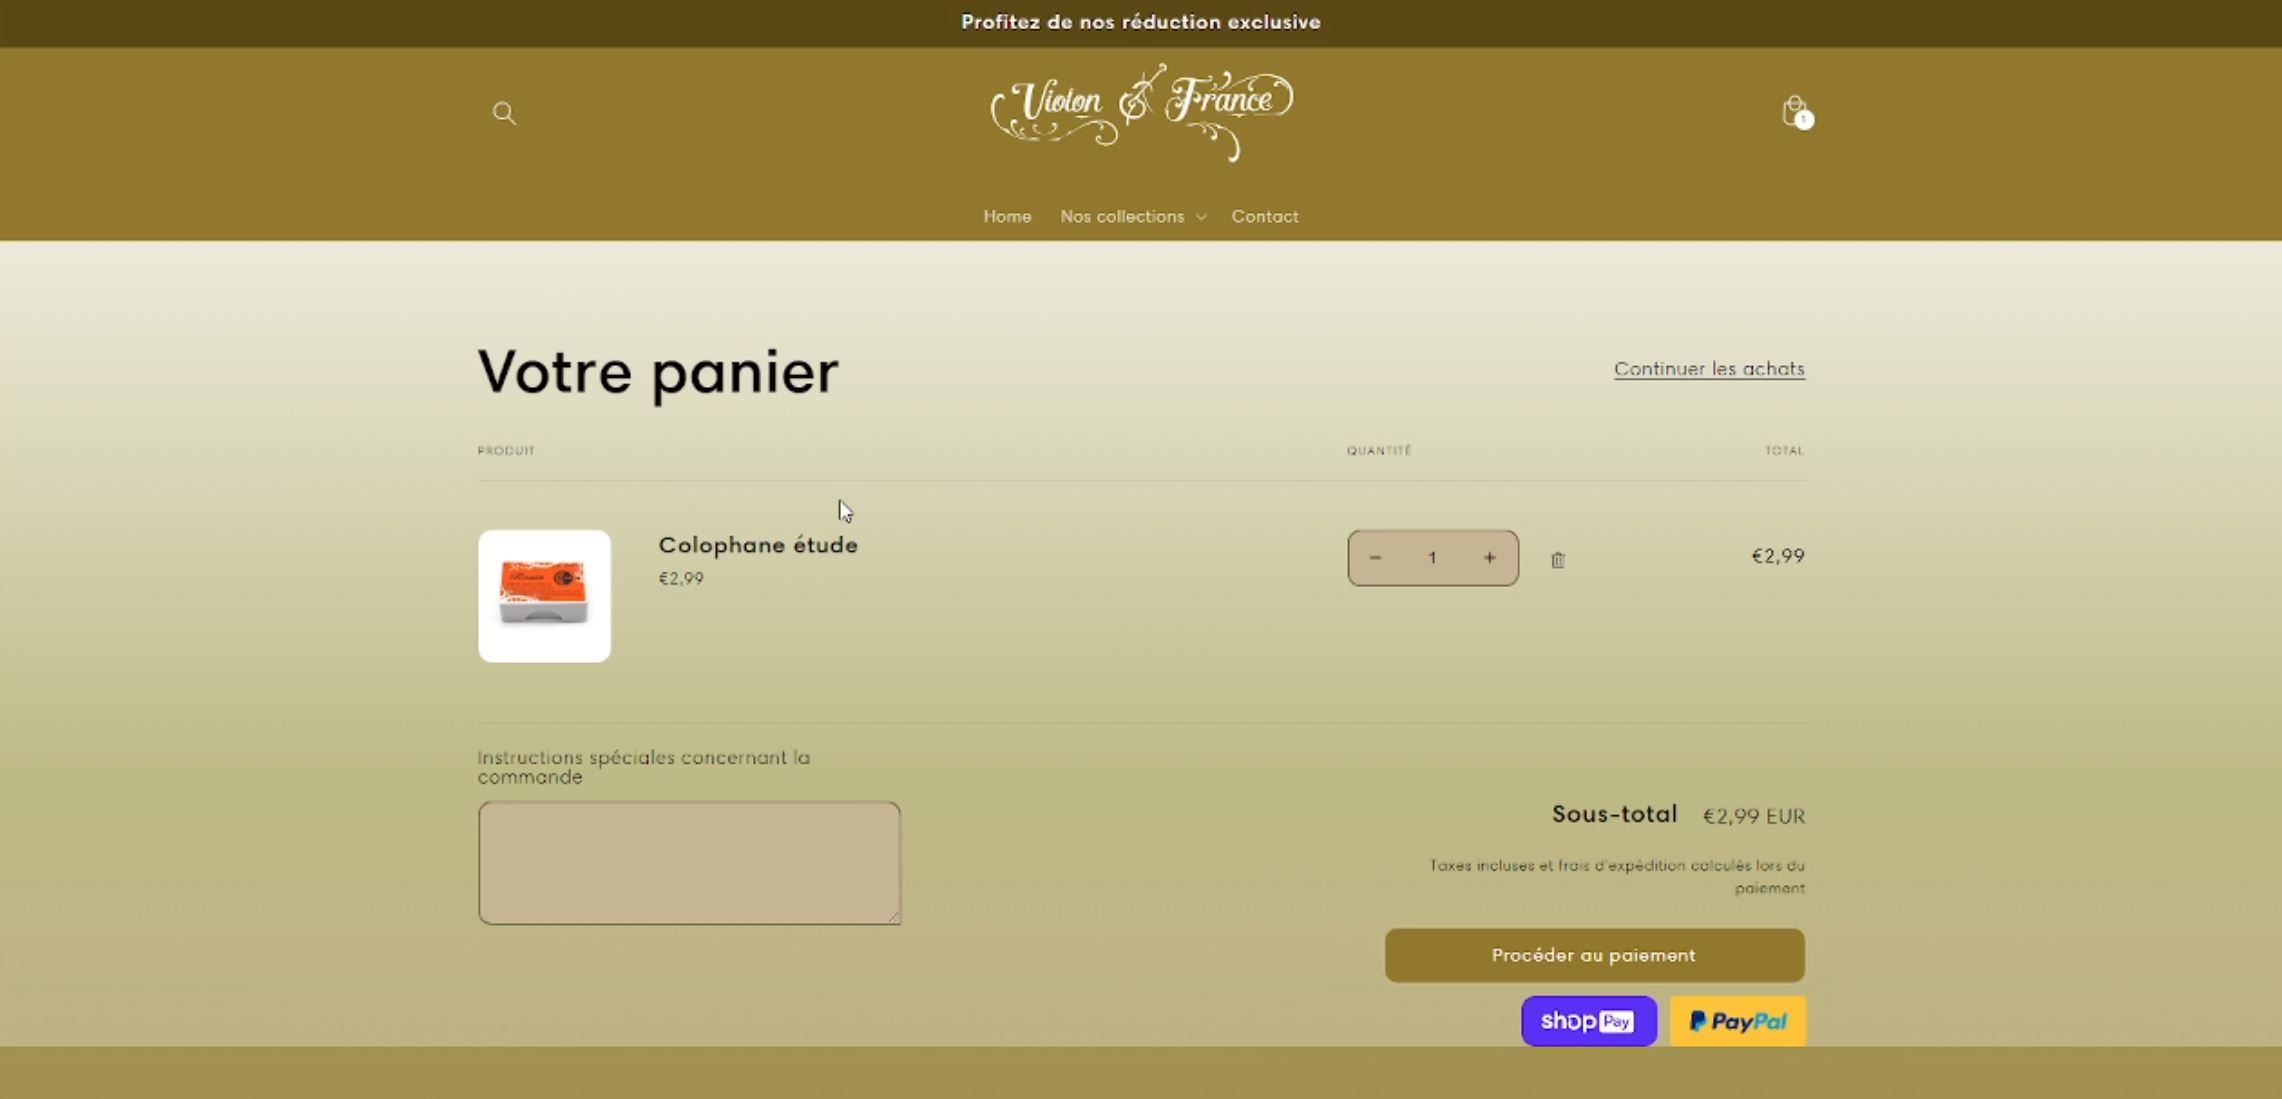 Profitez de nos réduction exclusive
Violon France
1
Home Nos collections Contact
Votre panier
Continuer les achats
PRODUIT QUANTITÉ TOTAL
Colophane étude
€2,99
− 1 +
€2,99
Instructions spéciales concernant la
commande
Sous-total €2,99 EUR
Taxes incluses et frais d'expédition calculés lors du
paiement
Procéder au paiement
shop Pay PayPal